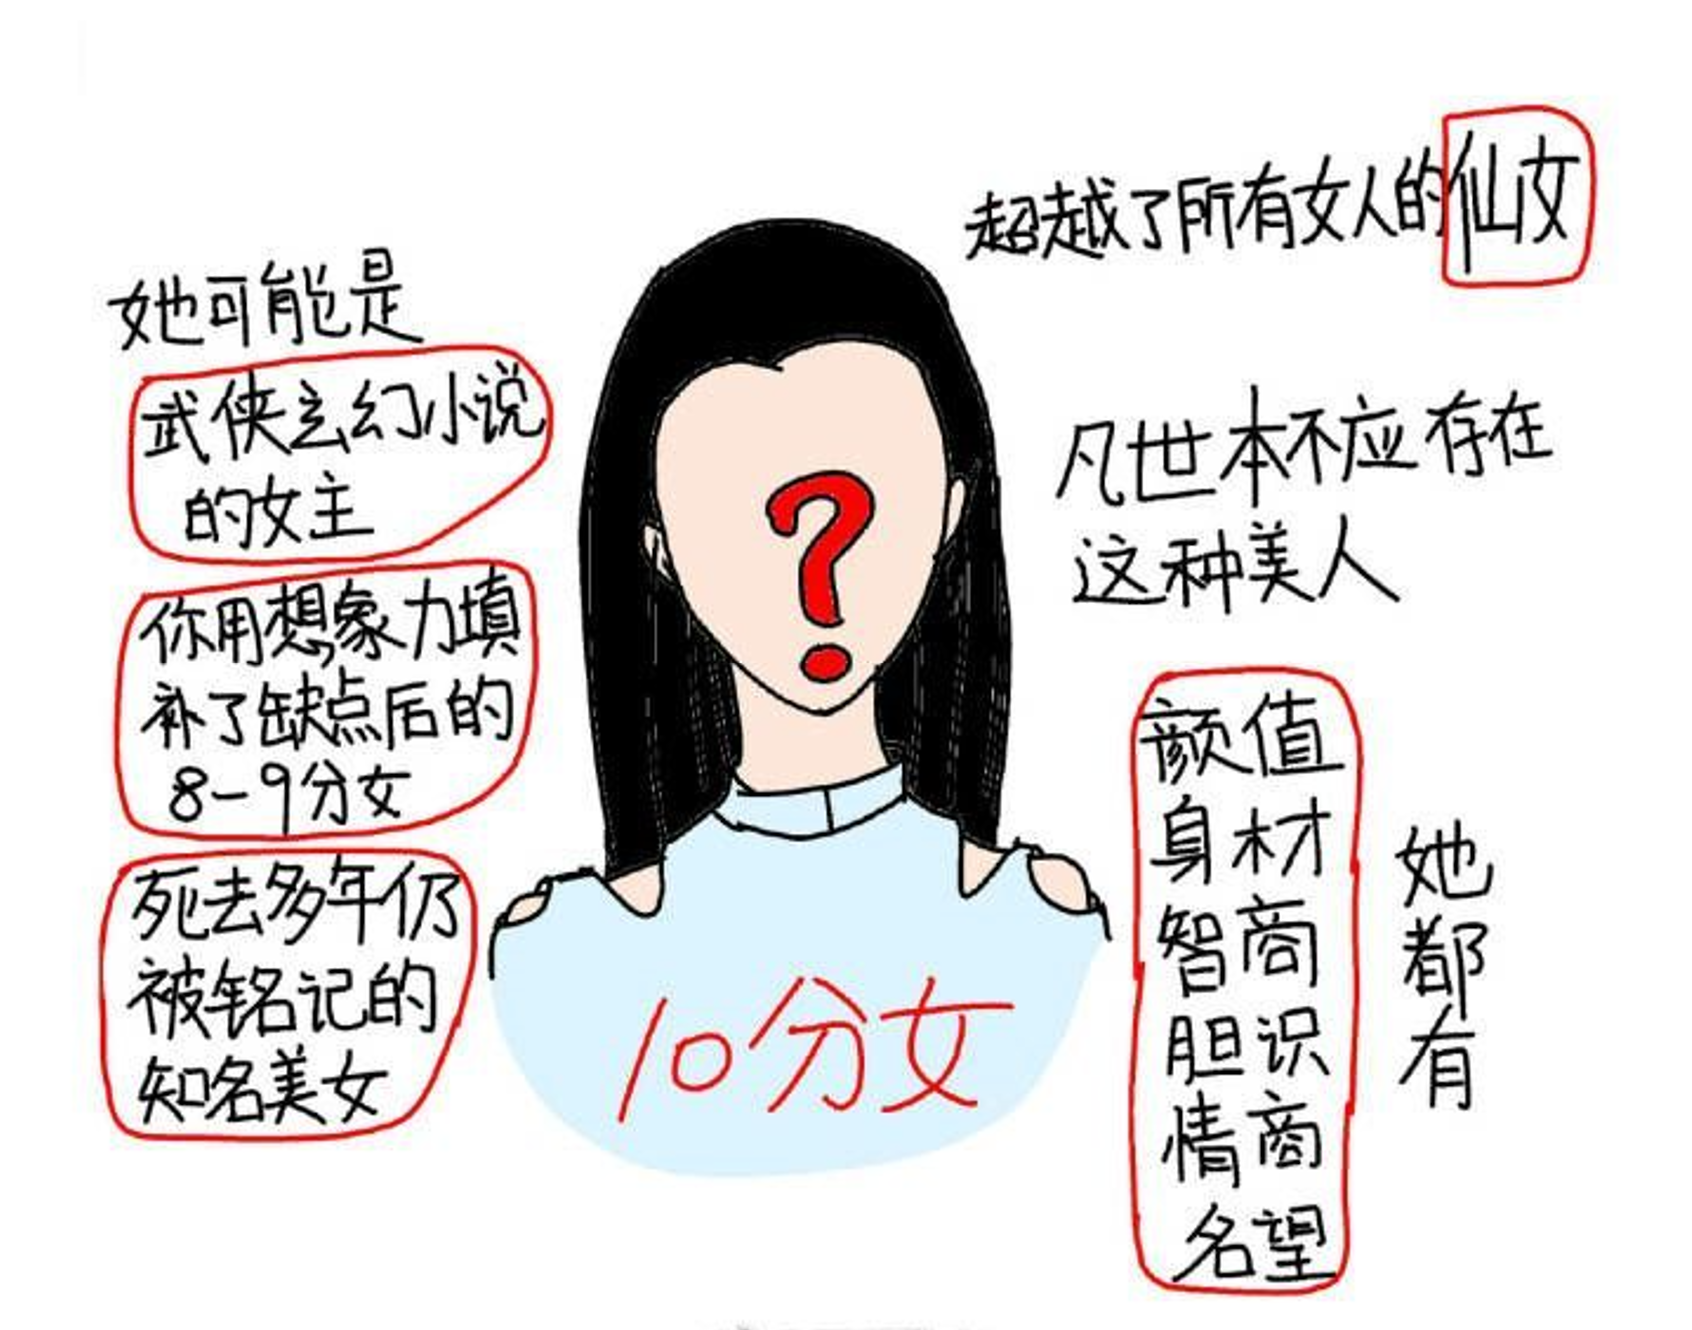 超越了所有女人的仙女
她可能是
武侠玄幻小说
的女主
你用想象力填
补了缺点后的
8-9分女
死去多年仍
被铭记的
知名美女
凡世本不应存在
这种美人
颜值
身材
智商
胆识
情商
名望
她都有
10分女
?